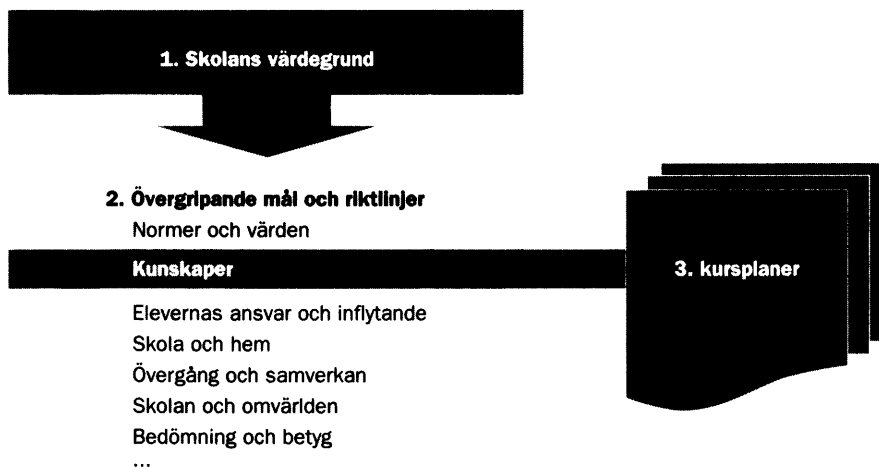 1. Skolans värdegrund
2. Övergripande mål och riktlinjer
Normer och värden
Kunskaper
3. kursplaner
Elevernas ansvar och inflytande
Skola och hem
Övergång och samverkan
Skolan och omvärlden
Bedömning och betyg
...